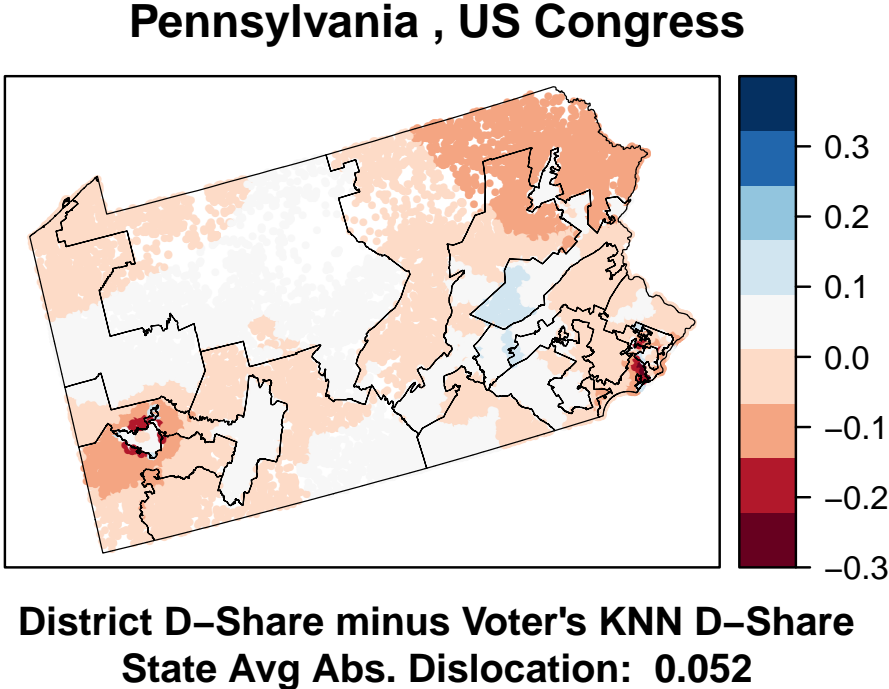 Pennsylvania , US Congress
0.3
0.2
0.1
0.0
−0.1
−0.2
−0.3
District D−Share minus Voter's KNN D−Share
State Avg Abs. Dislocation: 0.052